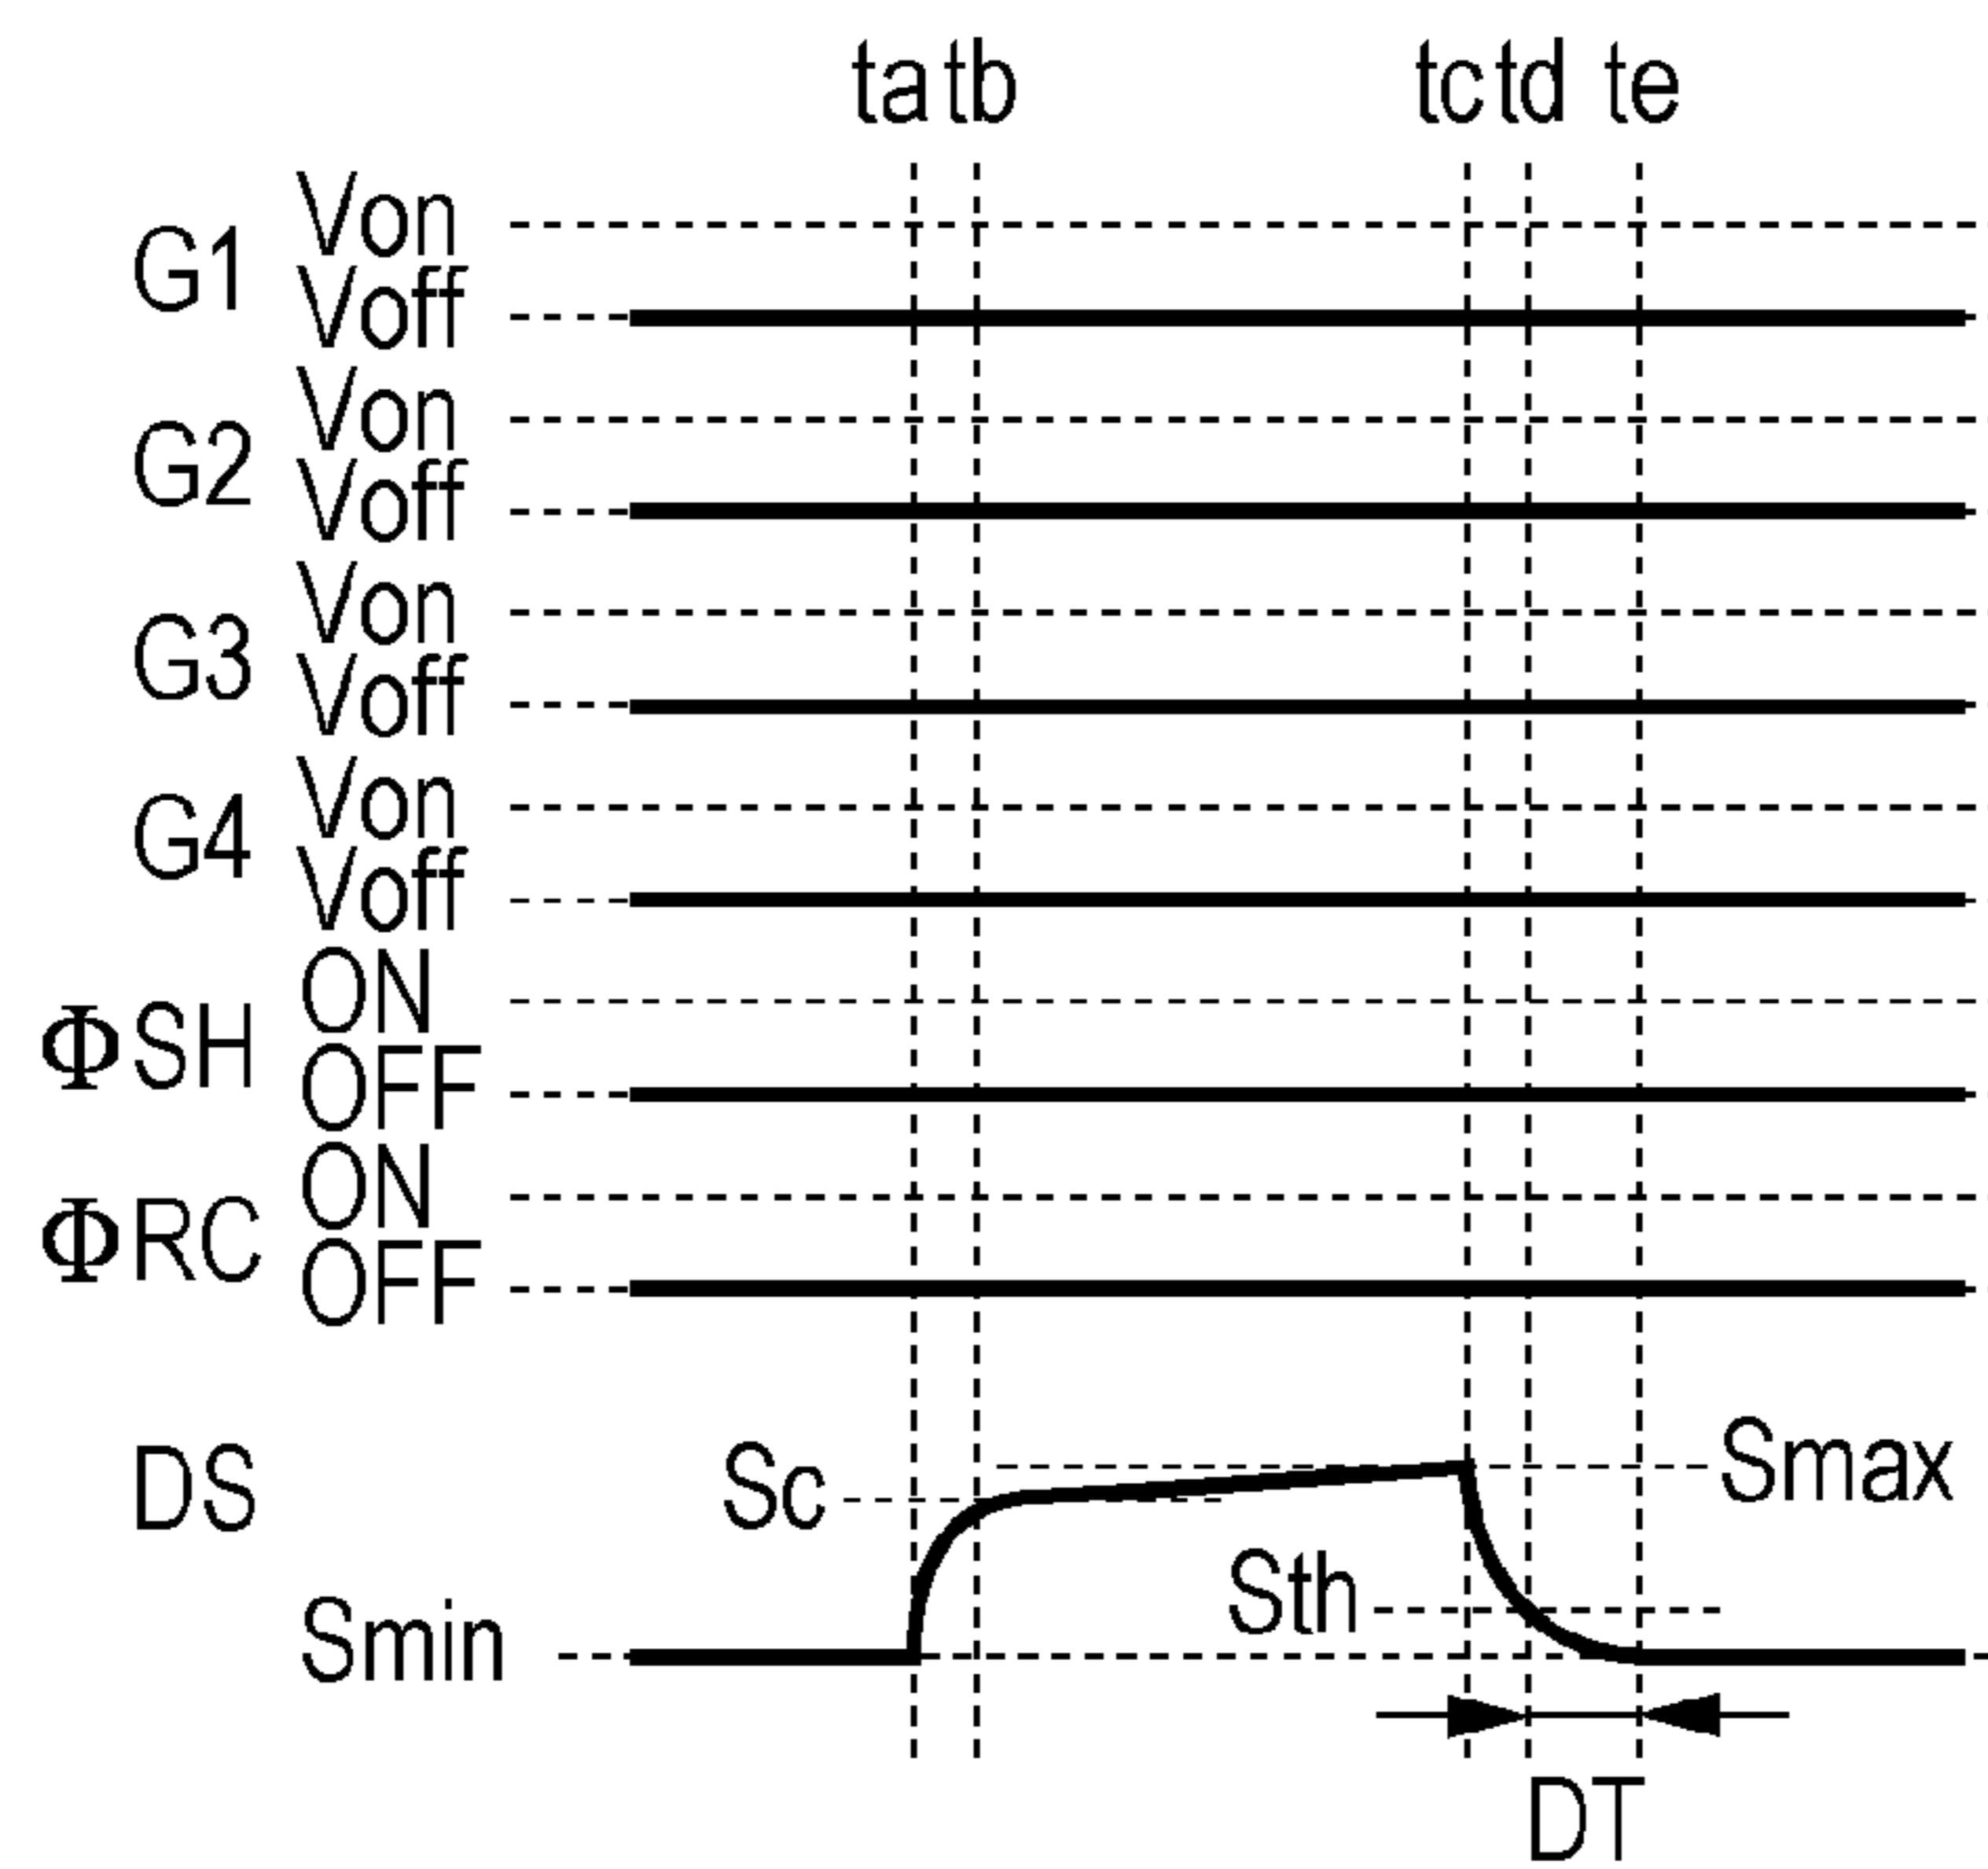 ta tb tc td te
G1 Von
Voff
G2 Von
Voff
G3 Von
Voff
G4 Von
Voff
ΦSH ON
OFF
ΦRC ON
OFF
DS Sc Smax
Sth
Smin
DT